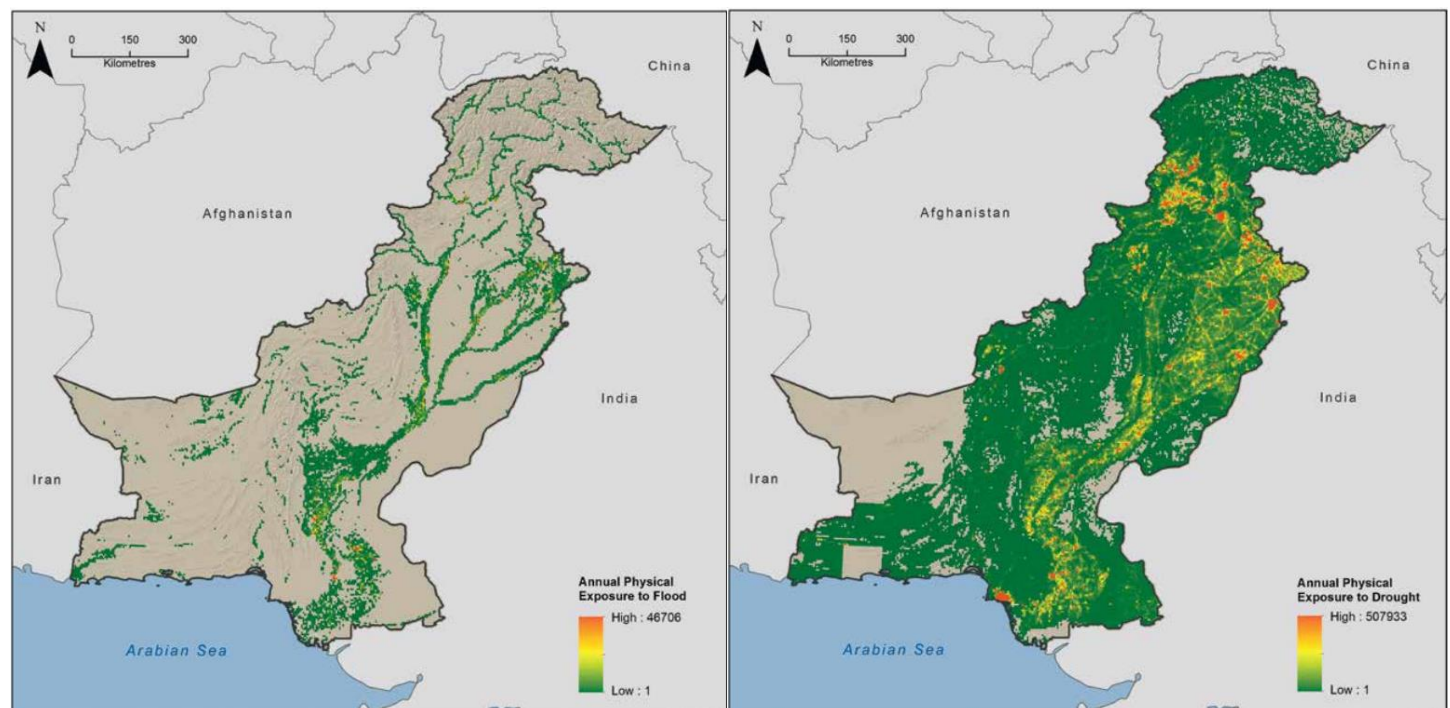 N
0 150 300
Kilometres
China
Afghanistan
India
Iran
Arabian Sea
Annual Physical
Exposure to Flood
High : 46706
Low : 1
N
0 150 300
Kilometres
China
Afghanistan
India
Iran
Arabian Sea
Annual Physical
Exposure to Drought
High : 507933
Low : 1